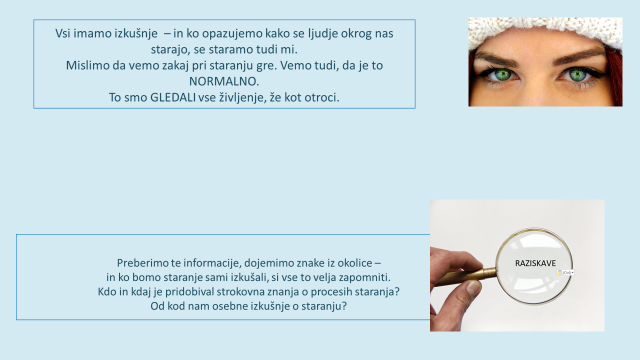 Vsi imamo izkušnje – in ko opazujemo kako se ljudje okrog nas
starajo, se staramo tudi mi.
Mislimo da vemo zakaj pri staranju gre. Vemo tudi, da je to
NORMALNO.
To smo GLEDALI vse življenje, že kot otroci.
Preberimo te informacije, dojemimo znake iz okolice –
in ko bomo staranje sami izkušali, si vse to velja zapomniti.
Kdo in kdaj je pridobival strokovna znanja o procesih staranja?
Od kod nam osebne izkušnje o staranju?
RAZISKAVE